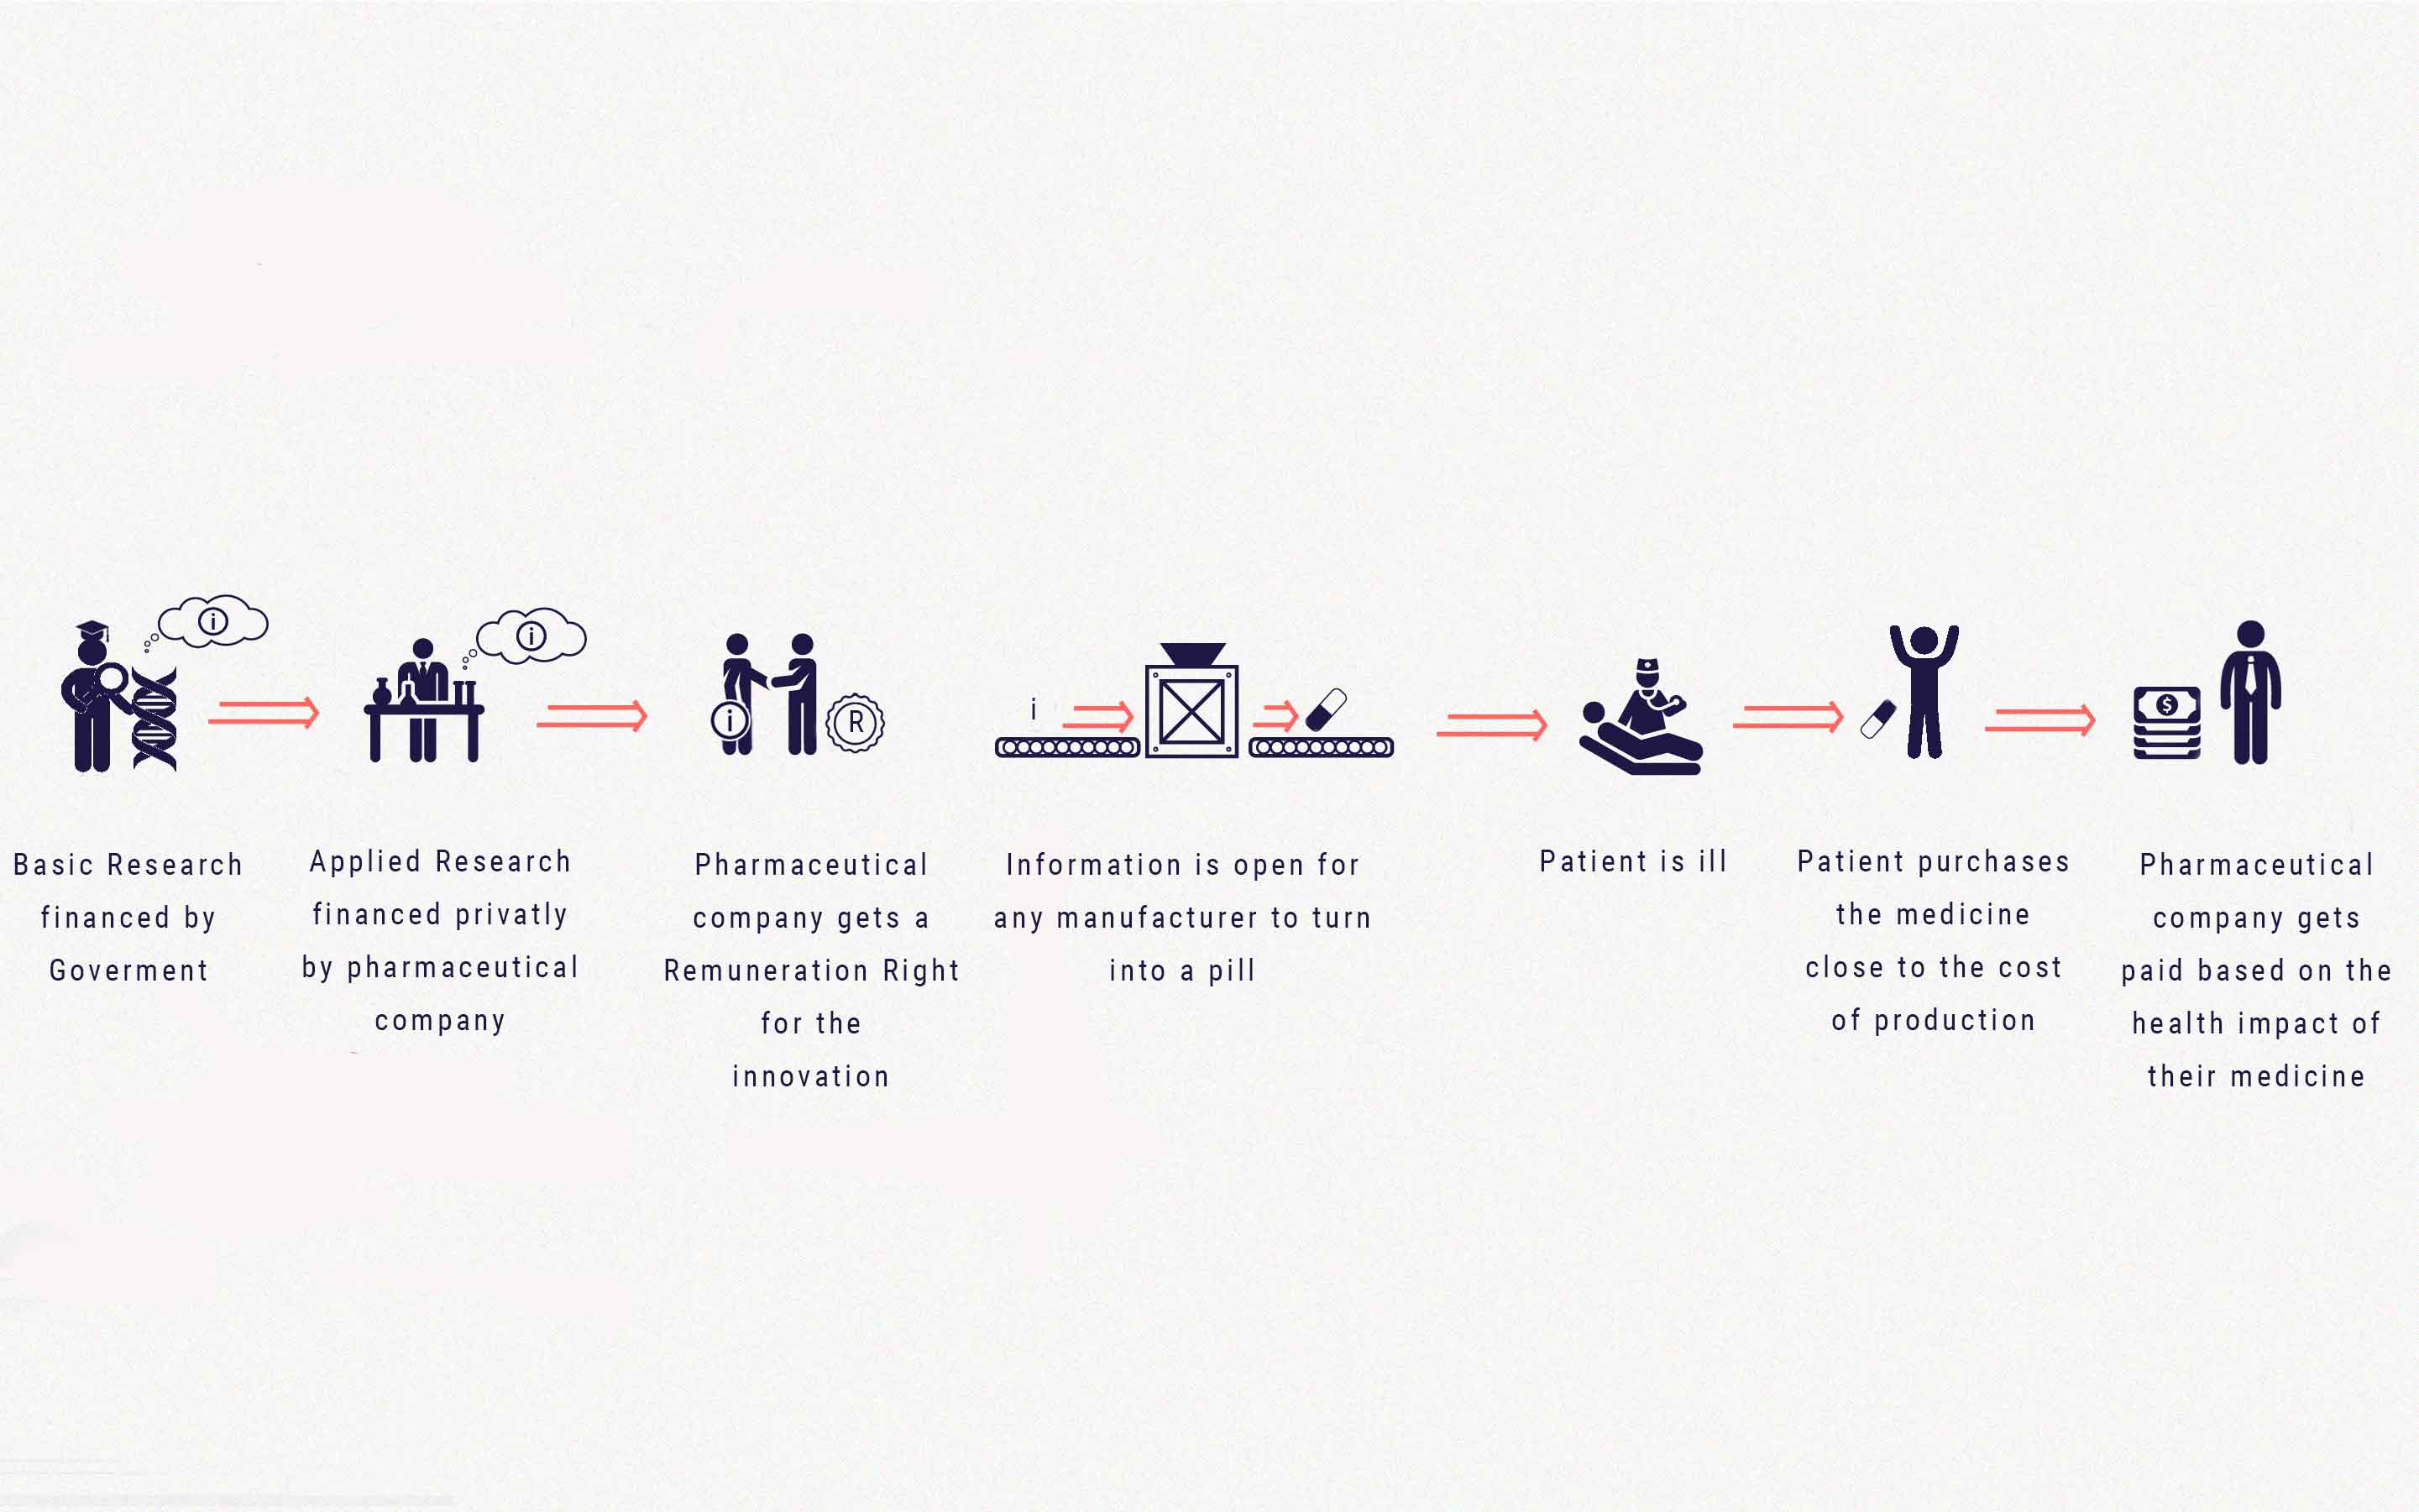 i
i
i
R
i
$
Basic Research
financed by
Goverment
Applied Research
financed privatly
by pharmaceutical
company
Pharmaceutical
company gets a
Remuneration Right
for the
innovation
Information is open for
any manufacturer to turn
into a pill
Patient is ill
Patient purchases
the medicine
close to the cost
of production
Pharmaceutical
company gets
paid based on the
health impact of
their medicine